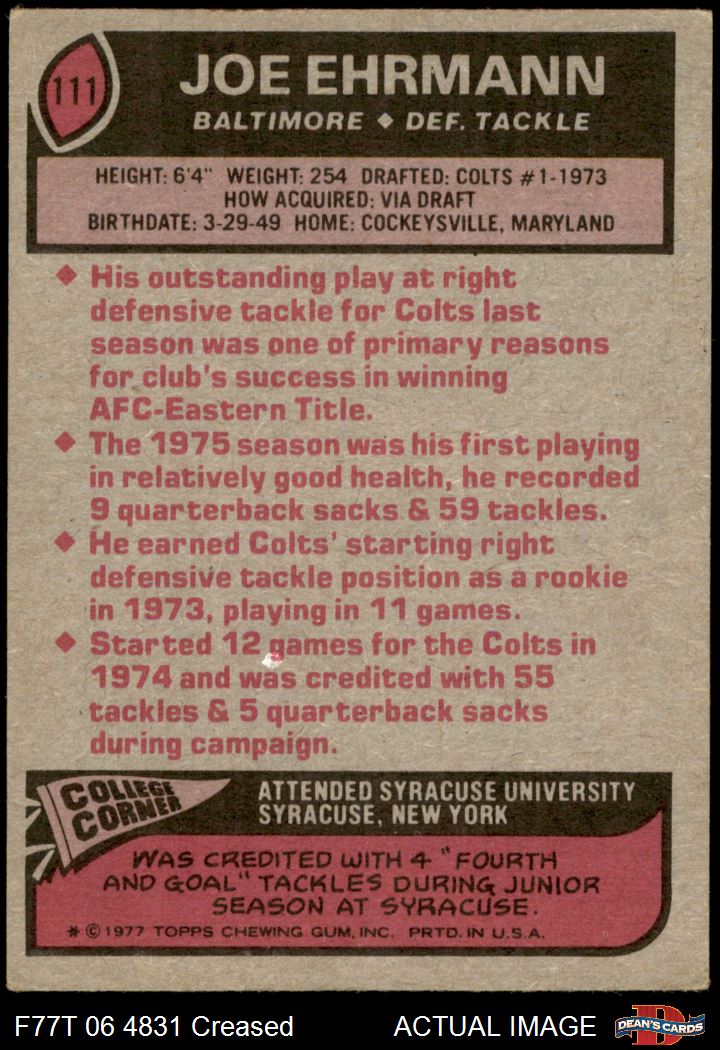 111
JOE EHRMANN
BALTIMORE ◆ DEF. TACKLE
HEIGHT: 6'4" WEIGHT: 254 DRAFTED: COLTS #1-1973
HOW ACQUIRED: VIA DRAFT
BIRTHDATE: 3-29-49 HOME: COCKEYSVILLE, MARYLAND
◆ His outstanding play at right
defensive tackle for Colts last
season was one of primary reasons
for club's success in winning
AFC-Eastern Title.
◆ The 1975 season was his first playing
in relatively good health, he recorded
9 quarterback sacks & 59 tackles.
◆ He earned Colts' starting right
defensive tackle position as a rookie
in 1973, playing in 11 games.
◆ Started 12 games for the Colts in
1974 and was credited with 55
tackles & 5 quarterback sacks
during campaign.
COLLEGE
CORNER
ATTENDED SYRACUSE UNIVERSITY
SYRACUSE, NEW YORK
WAS CREDITED WITH 4 "FOURTH
AND GOAL" TACKLES DURING JUNIOR
SEASON AT SYRACUSE.
* © 1977 TOPPS CHEWING GUM, INC. PRTD. IN U.S.A.
F77T 06 4831 Creased
ACTUAL IMAGE
D
DEAN'S CARDS